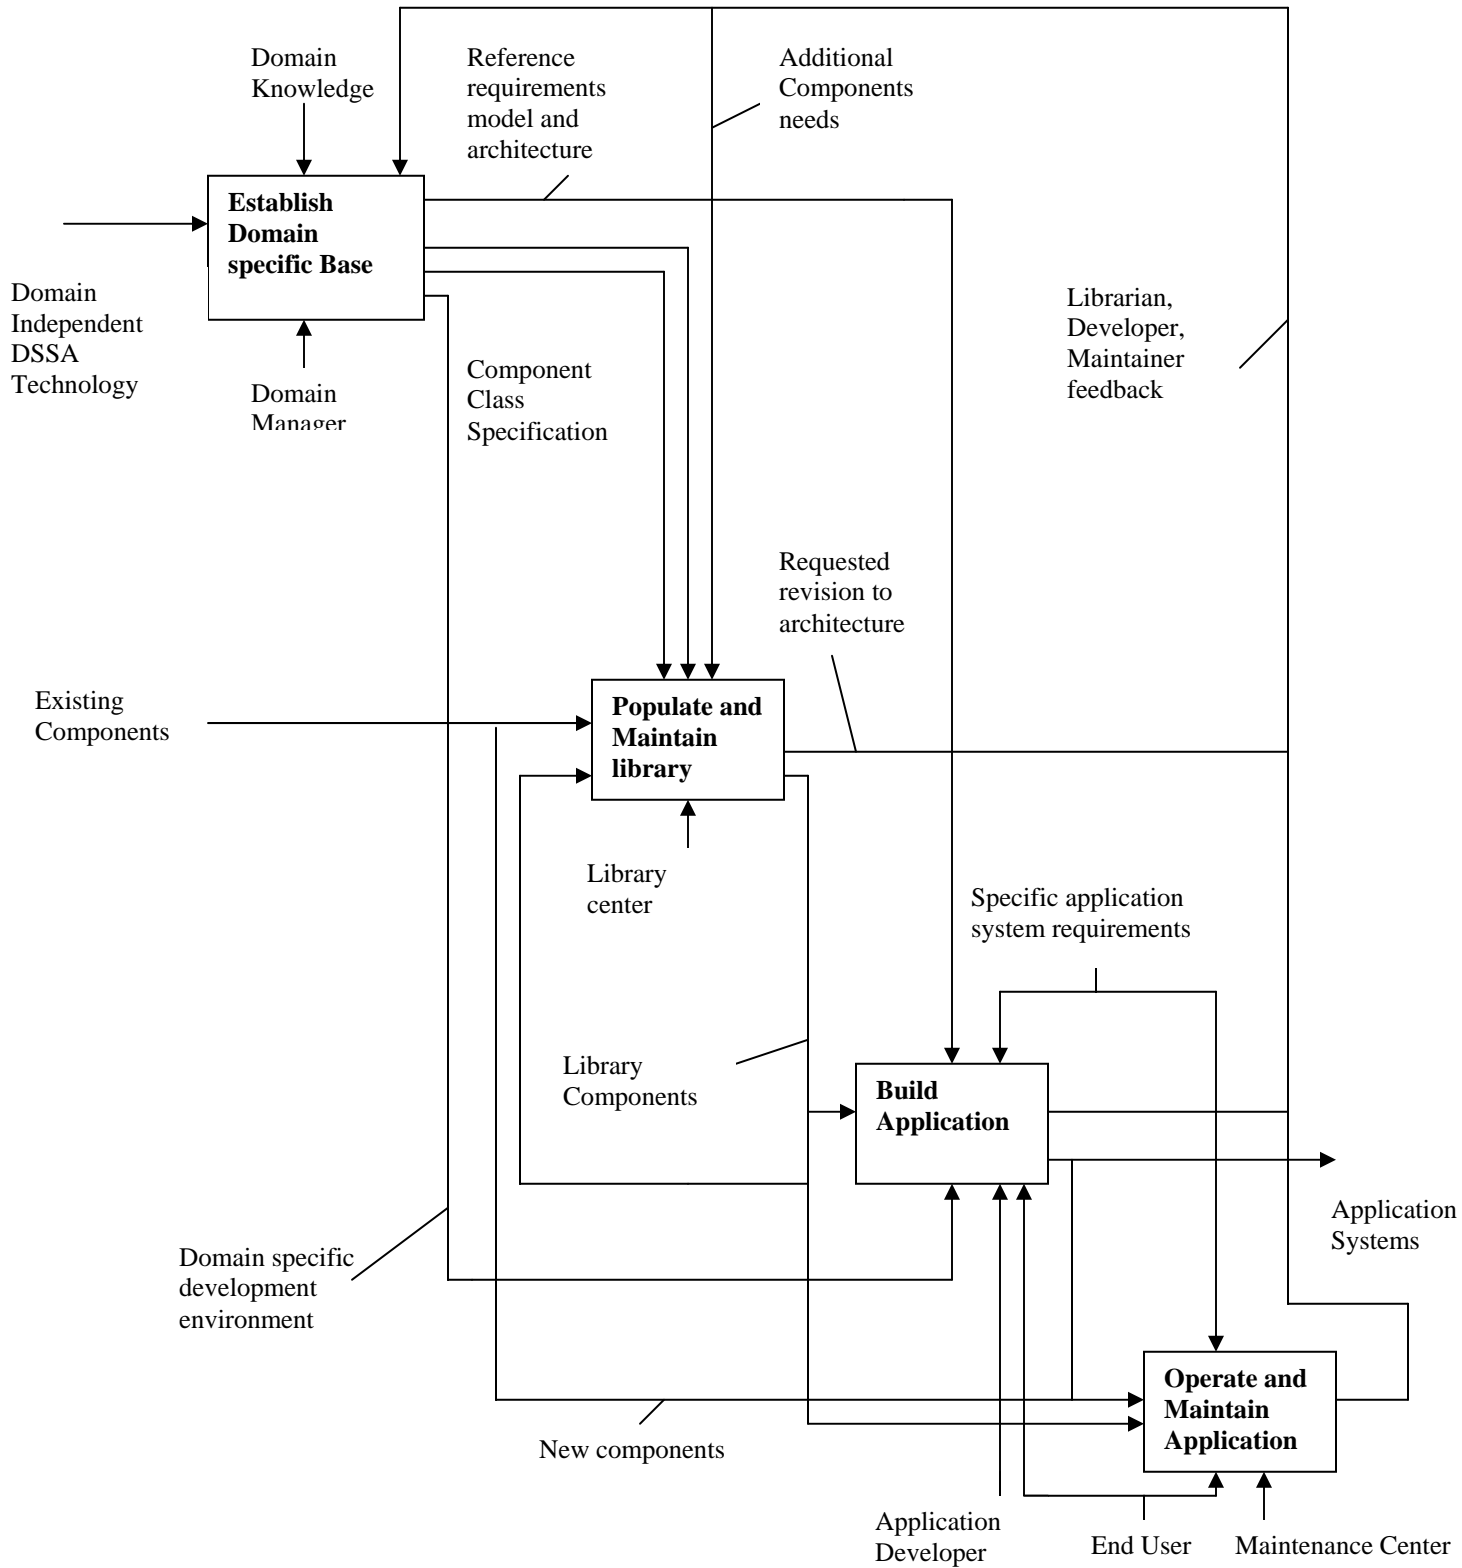 Domain
Knowledge
Reference
requirements
model and
architecture
Additional
Components
needs
Establish
Domain
specific Base
Domain
Independent
DSSA
Technology
Domain
Manager
Component
Class
Specification
Librarian,
Developer,
Maintainer
feedback
Requested
revision to
architecture
Existing
Components
Populate and
Maintain
library
Library
center
Specific application
system requirements
Library
Components
Build
Application
Application
Systems
Domain specific
development
environment
Operate and
Maintain
Application
New components
Application
Developer
End User
Maintenance Center